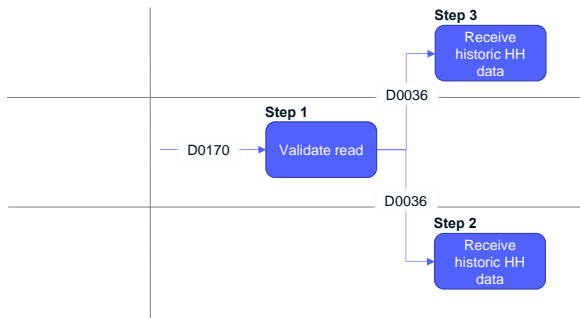 Step 3
Receive
historic HH
data
D0036
Step 1
D0170
Validate read
D0036
Step 2
Receive
historic HH
data